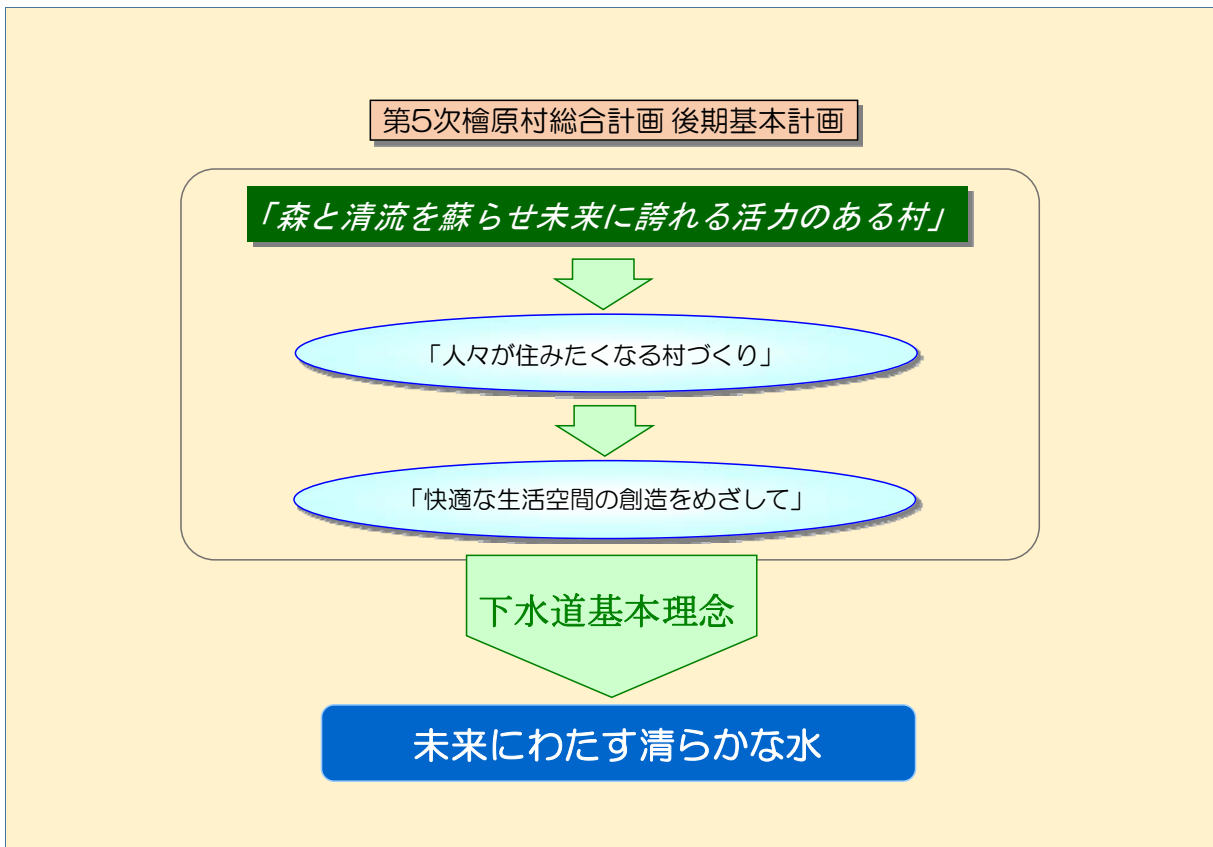 第5次檜原村総合計画 後期基本計画
「森と清流を蘇らせ未来に誇れる活力のある村」
「人々が住みたくなる村づくり」
「快適な生活空間の創造をめざして」
下水道基本理念
未来にわたす清らかな水